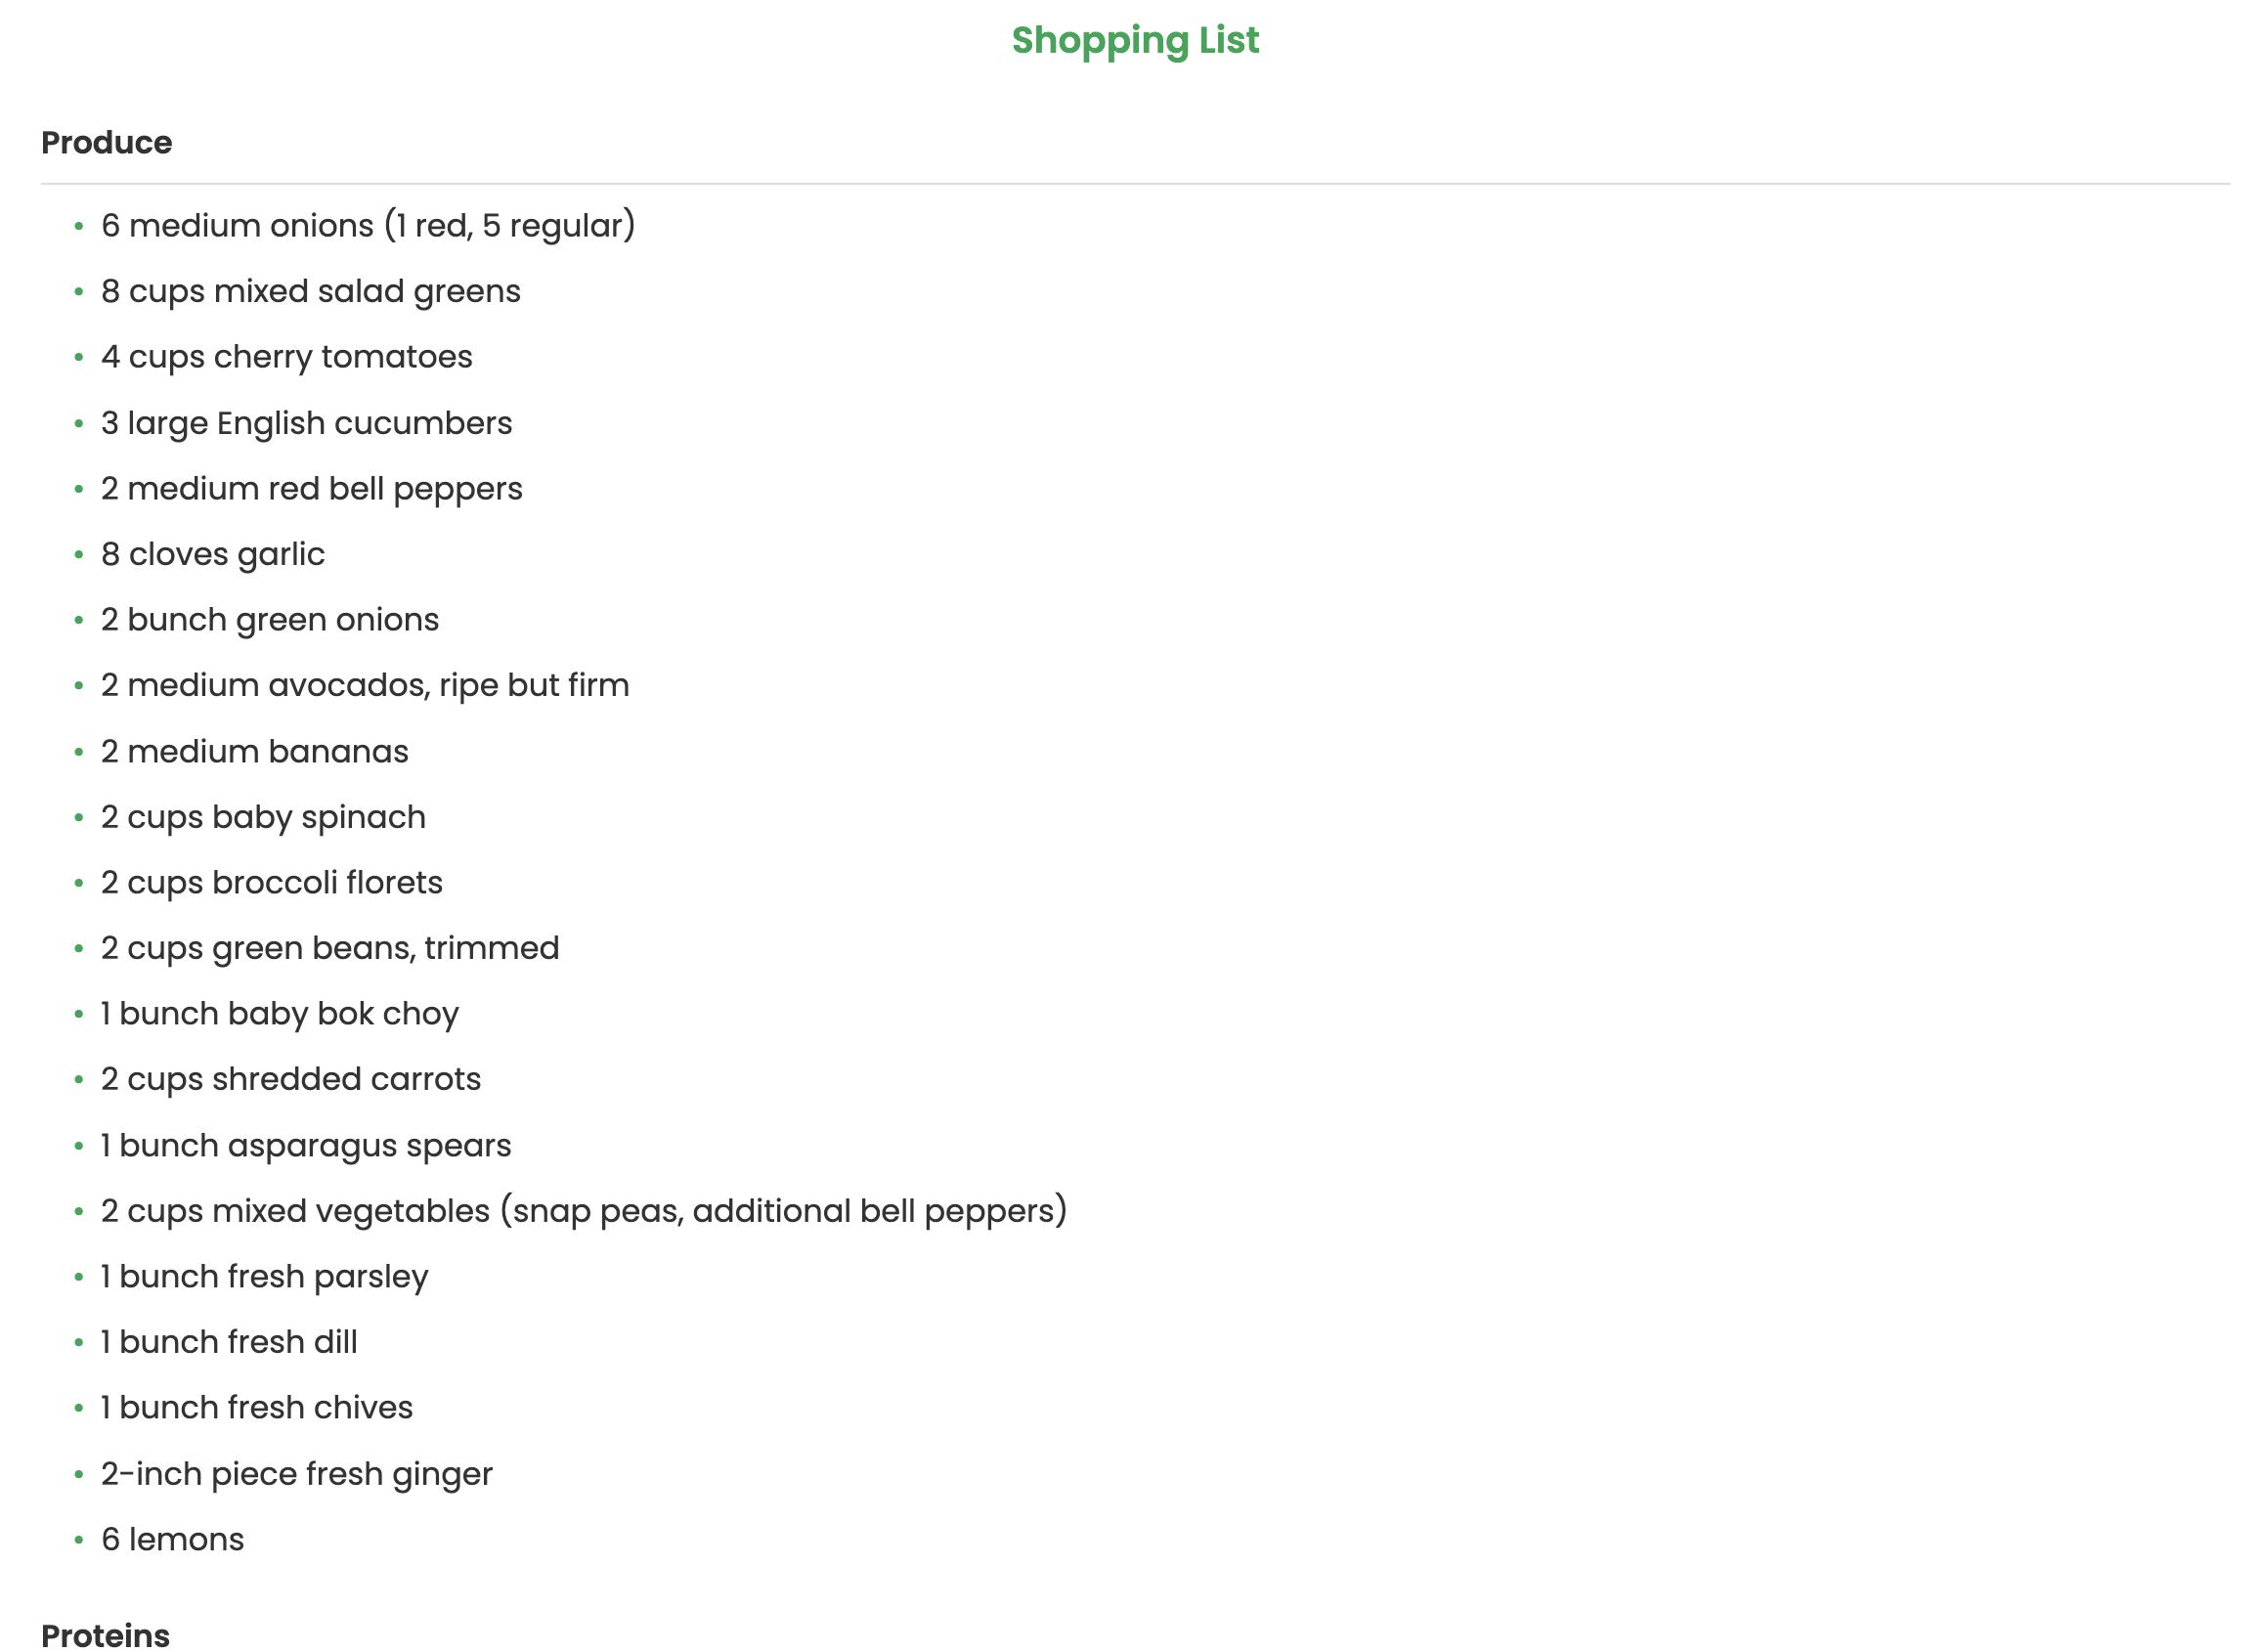 Shopping List
Produce
• 6 medium onions (1 red, 5 regular)
• 8 cups mixed salad greens
• 4 cups cherry tomatoes
• 3 large English cucumbers
• 2 medium red bell peppers
• 8 cloves garlic
• 2 bunch green onions
• 2 medium avocados, ripe but firm
• 2 medium bananas
• 2 cups baby spinach
• 2 cups broccoli florets
• 2 cups green beans, trimmed
• 1 bunch baby bok choy
• 2 cups shredded carrots
• 1 bunch asparagus spears
• 2 cups mixed vegetables (snap peas, additional bell peppers)
• 1 bunch fresh parsley
• 1 bunch fresh dill
• 1 bunch fresh chives
• 2-inch piece fresh ginger
• 6 lemons
Proteins